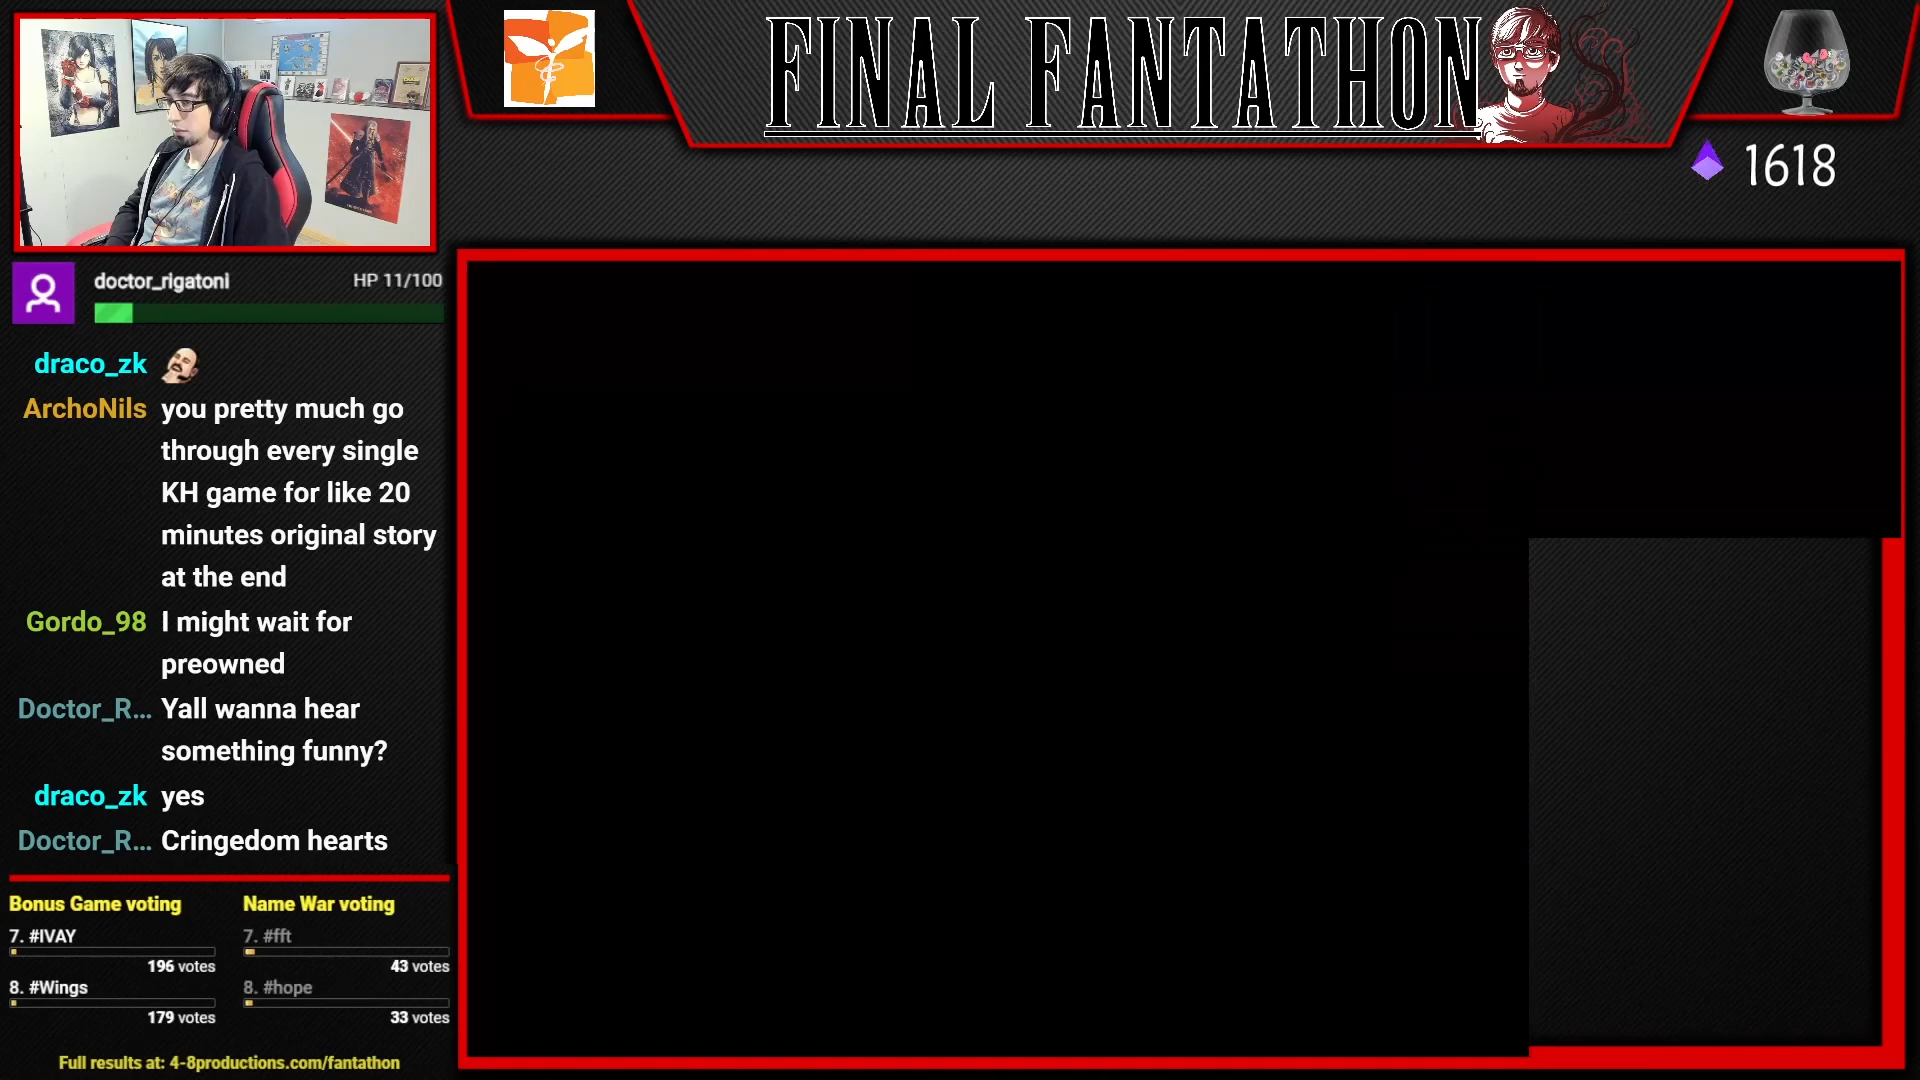 FINAL FANTATHON
1618
doctor_rigatoni HP 11/100
draco_zk
ArchoNils you pretty much go
through every single
KH game for like 20
minutes original story
at the end
Gordo_98 I might wait for
preowned
Doctor_R... Yall wanna hear
something funny?
draco_zk yes
Doctor_R... Cringedom hearts
Bonus Game voting
7. #IVAY
196 votes
8. #Wings
179 votes
Name War voting
7. #fft
43 votes
8. #hope
33 votes
Full results at: 4-8productions.com/fantathon